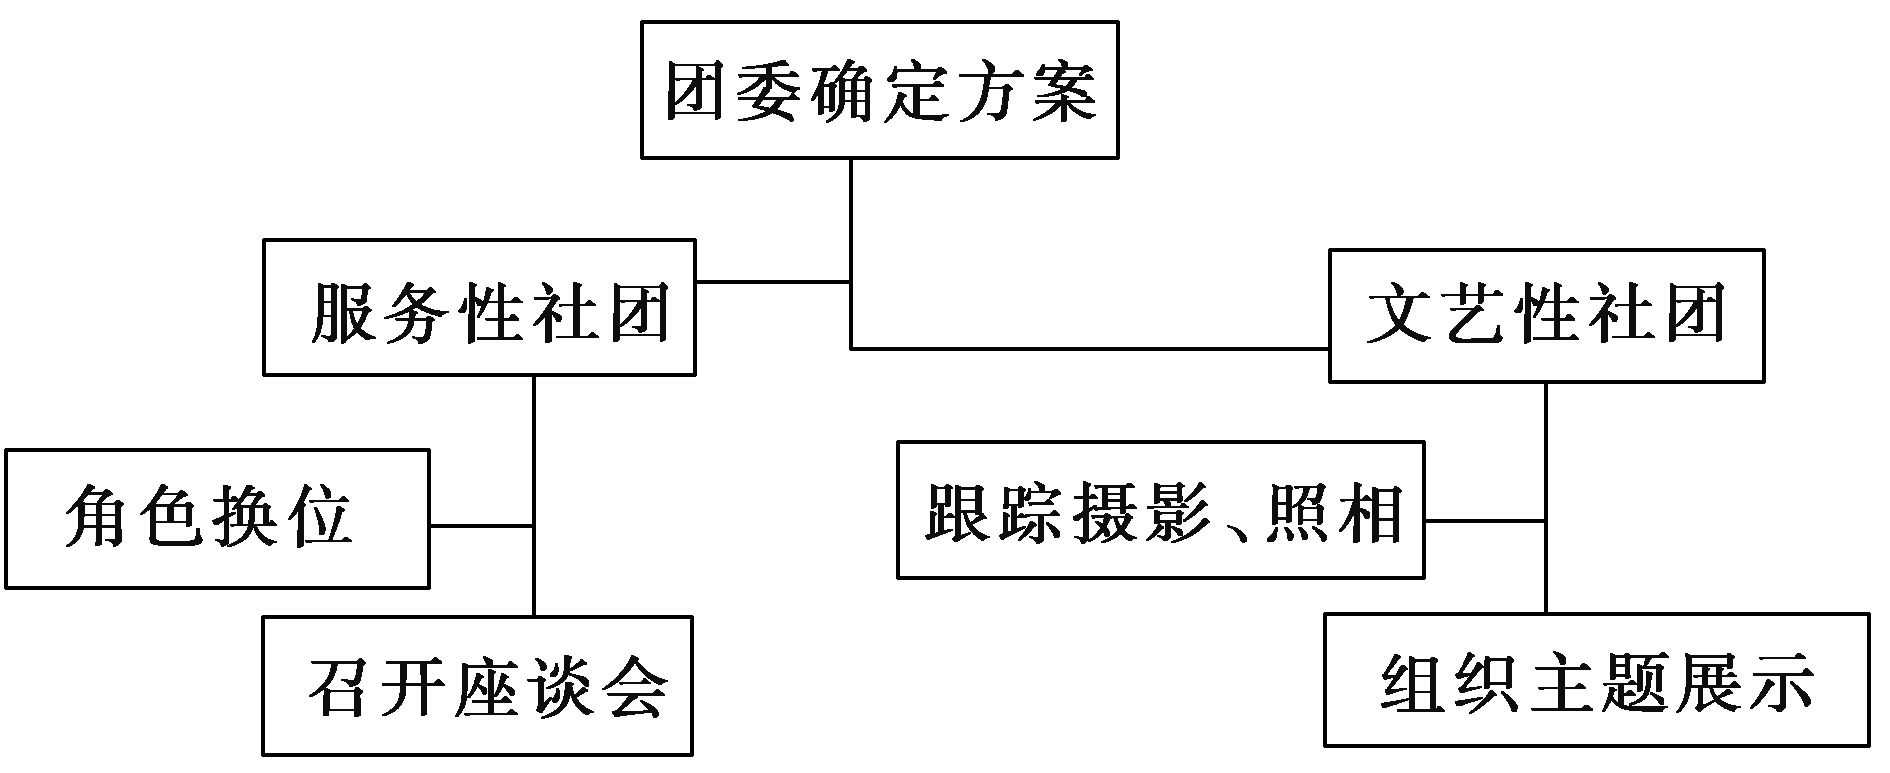 团委确定方案
服务性社团
文艺性社团
角色换位
跟踪摄影、照相
召开座谈会
组织主题展示